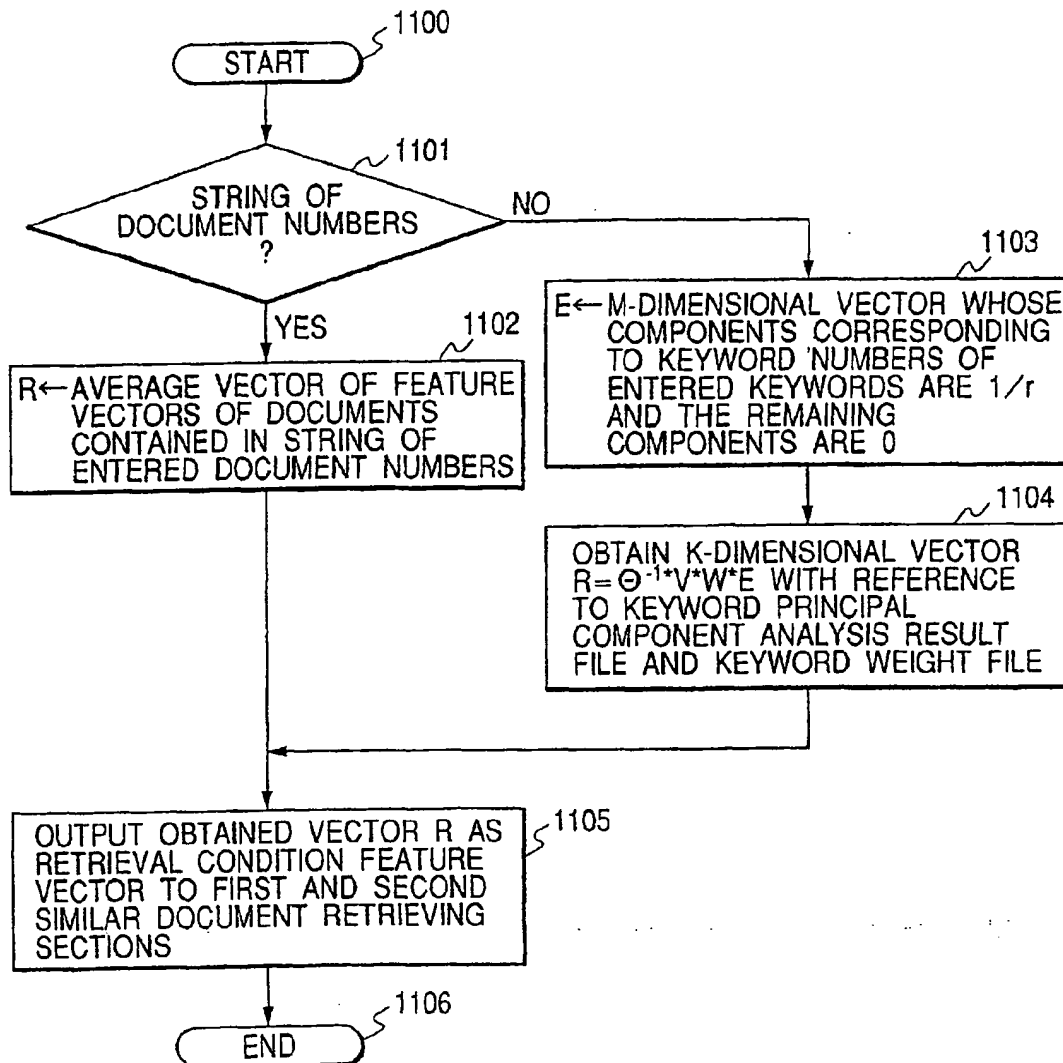 1100
START
1101
STRING OF
DOCUMENT NUMBERS
?
NO
YES
1102
R←AVERAGE VECTOR OF FEATURE
VECTORS OF DOCUMENTS
CONTAINED IN STRING OF
ENTERED DOCUMENT NUMBERS
1103
E←M-DIMENSIONAL VECTOR WHOSE
COMPONENTS CORRESPONDING
TO KEYWORD NUMBERS OF
ENTERED KEYWORDS ARE 1/r
AND THE REMAINING
COMPONENTS ARE 0
1104
OBTAIN K-DIMENSIONAL VECTOR
R=Θ⁻¹*V*W*E WITH REFERENCE
TO KEYWORD PRINCIPAL
COMPONENT ANALYSIS RESULT
FILE AND KEYWORD WEIGHT FILE
1105
OUTPUT OBTAINED VECTOR R AS
RETRIEVAL CONDITION FEATURE
VECTOR TO FIRST AND SECOND
SIMILAR DOCUMENT RETRIEVING
SECTIONS
1106
END